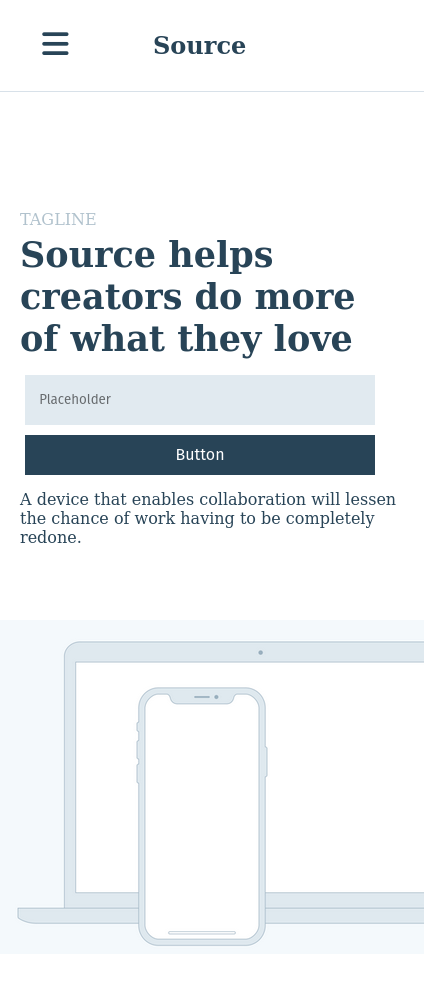 Source
TAGLINE
Source helps
creators do more
of what they love
Placeholder
Button
A device that enables collaboration will lessen
the chance of work having to be completely
redone.